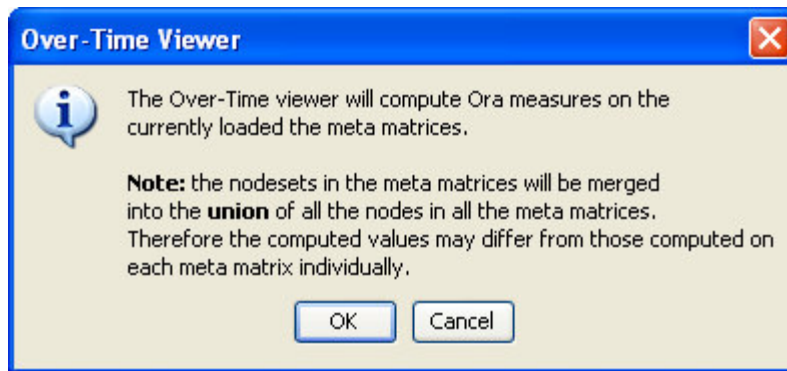 Over-Time Viewer
The Over-Time viewer will compute Ora measures on the
currently loaded the meta matrices.
Note: the nodesets in the meta matrices will be merged
into the union of all the nodes in all the meta matrices.
Therefore the computed values may differ from those computed on
each meta matrix individually.
OK
Cancel